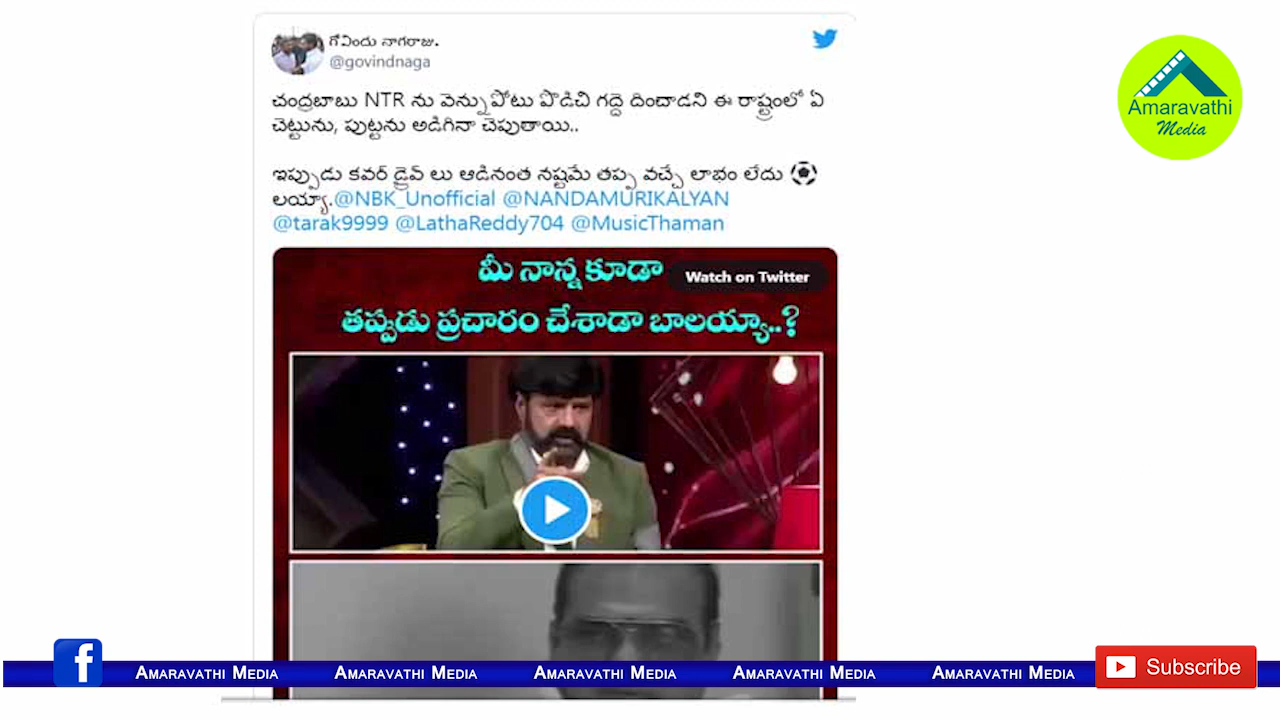 గోవిందు నాగరాజు.
@govindnaga
చంద్రబాబు NTR ను వెన్నుపోటు పొడిచి గద్దె దించాడని ఈ రాష్ట్రంలో ఏ
చెట్టును, పుట్టను అడిగినా చెపుతాయి..
ఇప్పుడు కవర్ డ్రైవ్ లు ఆడినంత నష్టమే తప్ప వచ్చే లాభం లేదు ⚽
లయ్యా.@NBK_Unofficial @NANDAMURIKALYAN
@tarak9999 @LathaReddy704 @MusicThaman
మీ నాన్న కూడా
Watch on Twitter
తప్పుడు ప్రచారం చేశాడా బాలయ్యా..?
Amaravathi
Media
f
AMARAVATHI MEDIA AMARAVATHI MEDIA AMARAVATHI MEDIA AMARAVATHI MEDIA AMARAVATHI MEDIA
Subscribe